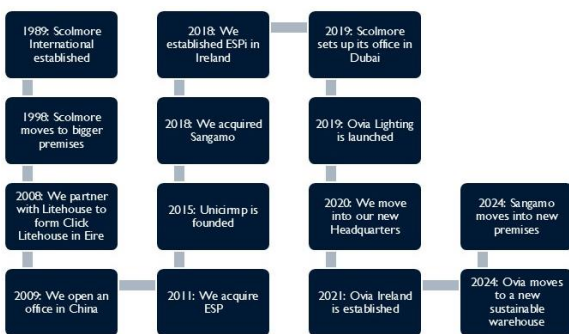 1989: Scolmore
International
established
1998: Scolmore
moves to bigger
premises
2008: We partner
with Litehouse to
form Click
Litehouse in Eire
2009: We open an
office in China
2011: We acquire
ESP
2015: Unicrimp is
founded
2018: We acquired
Sangamo
2018: We
established ESPi in
Ireland
2019: Scolmore
sets up its office in
Dubai
2019: Ovia Lighting
is launched
2020: We move
into our new
Headquarters
2021: Ovia Ireland
is established
2024: Ovia moves
to a new
sustainable
warehouse
2024: Sangamo
moves into new
premises